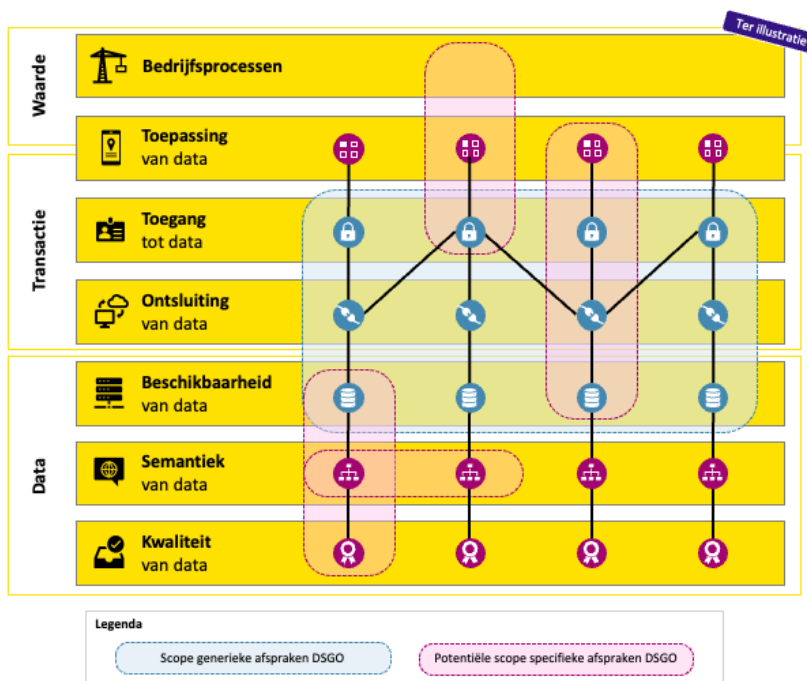 Ter illustratie
Waarde
Bedrijfsprocessen
Toepassing
van data
Transactie
Toegang
tot data
Ontsluiting
van data
Data
Beschikbaarheid
van data
Semantiek
van data
Kwaliteit
van data
Legenda
Scope generieke afspraken DSGO
Potentiële scope specifieke afspraken DSGO